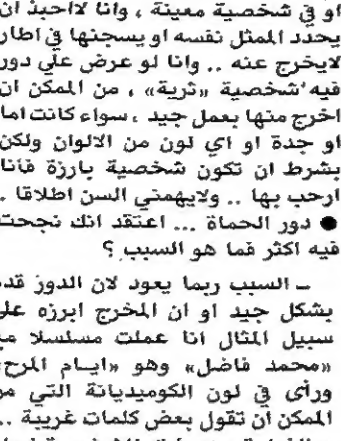 او في شخصية معينة ، وانا لااحبذ ان
يحدد الممثل نفسه او يسجنها في اطار
لايخرج عنه .. وانا لو عرض علي دور
فيه شخصية «ثرية» ، من الممكن ان
اخرج منها بعمل جيد ، سواء كانت اما
او جدة او اي لون من الالوان ولكن
بشرط ان تكون شخصية بارزة فأنا
ارحب بها .. ولايهمني السن اطلاقا .
● دور الحماة ... اعتقد انك نجحت
فيه اكثر فما هو السبب ؟
ـ السبب ربما يعود لان الدور قدم
بشكل جيد او ان المخرج ابرزه على
سبيل المثال انا عملت مسلسلا مع
«محمد فاضل» وهو «ايام المرح»
ورأى في لون الكوميديانة التي من
الممكن ان تقول بعض كلمات غريبة ..